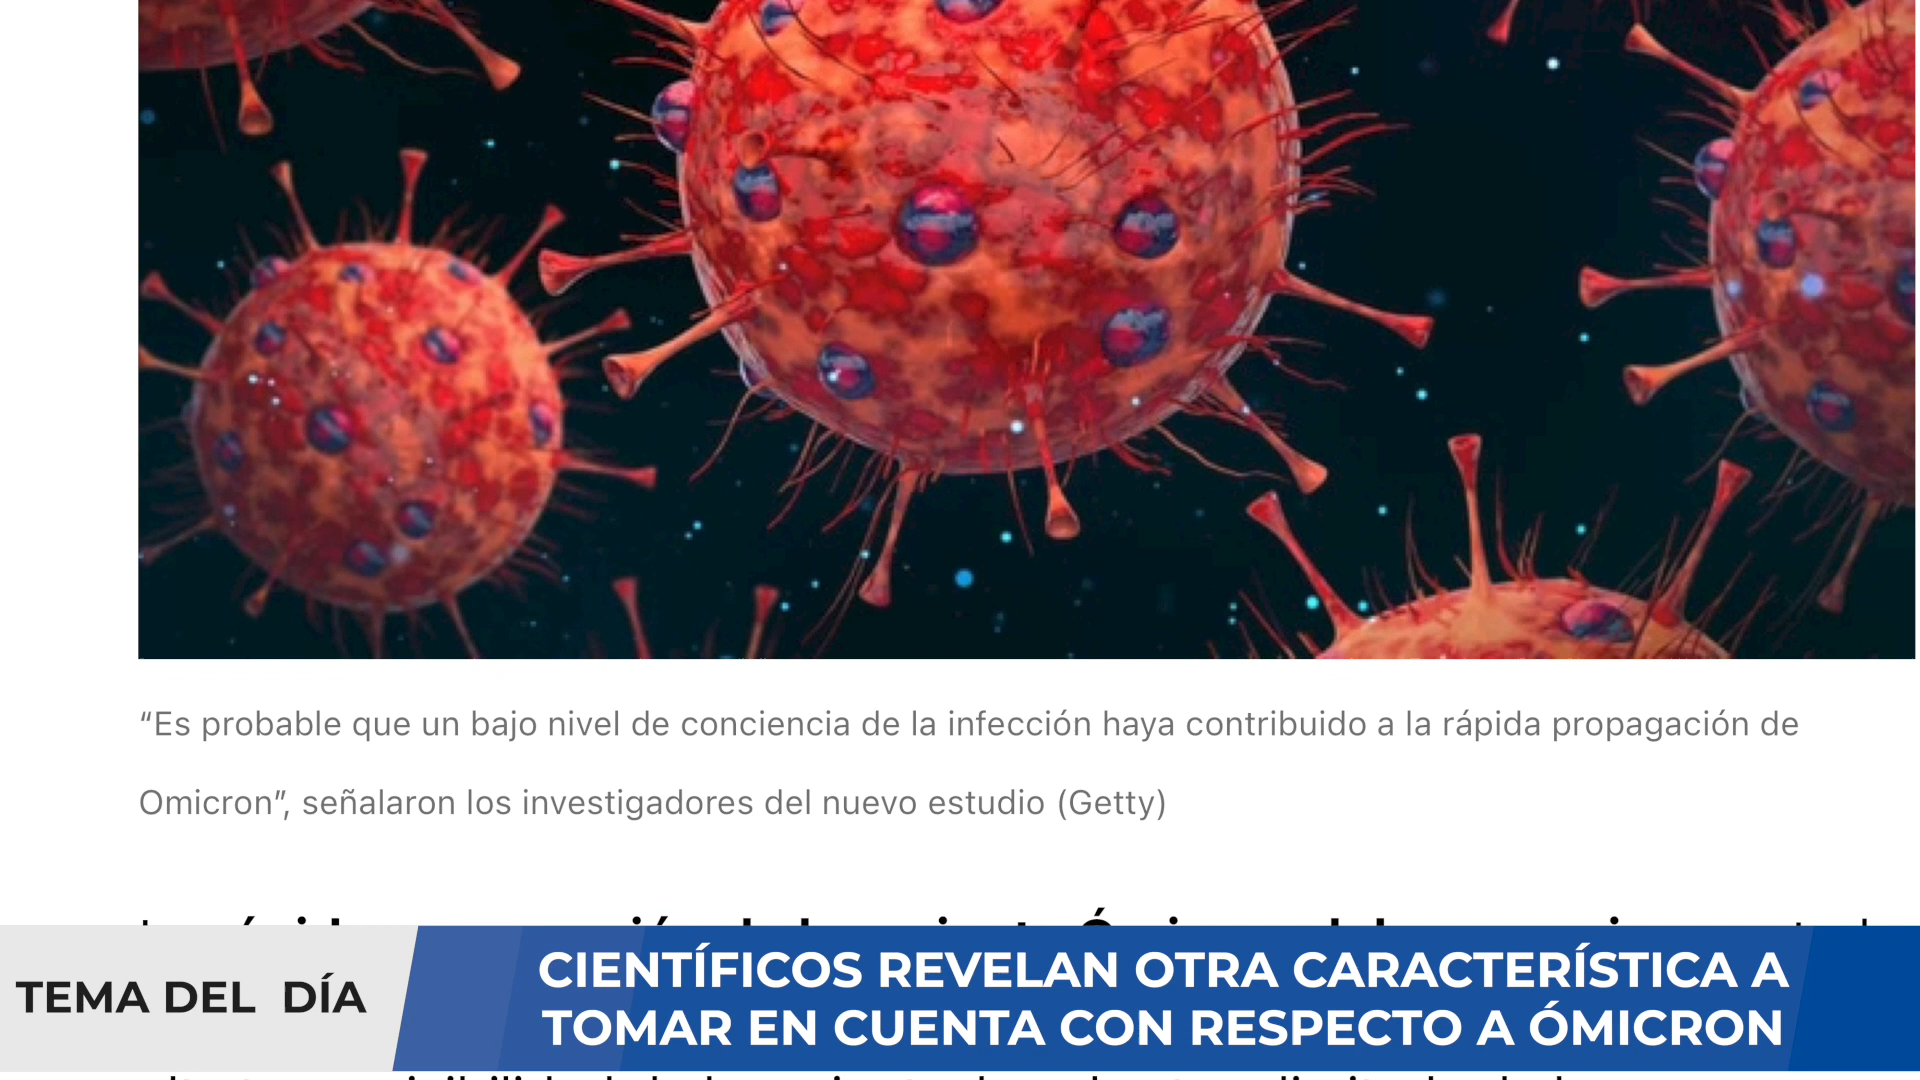 “Es probable que un bajo nivel de conciencia de la infección haya contribuido a la rápida propagación de
Omicron”, señalaron los investigadores del nuevo estudio (Getty)
TEMA DEL DÍA
CIENTÍFICOS REVELAN OTRA CARACTERÍSTICA A
TOMAR EN CUENTA CON RESPECTO A ÓMICRON